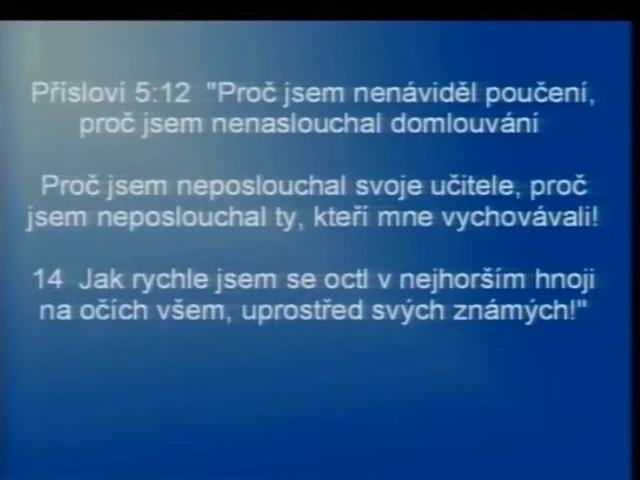 Přísloví 5:12 "Proč jsem nenáviděl poučení,
proč jsem nenaslouchal domlouvání
Proč jsem neposlouchal svoje učitele, proč
jsem neposlouchal ty, kteří mne vychovávali!
14 Jak rychle jsem se octl v nejhorším hnoji
na očích všem, uprostřed svých známých!"